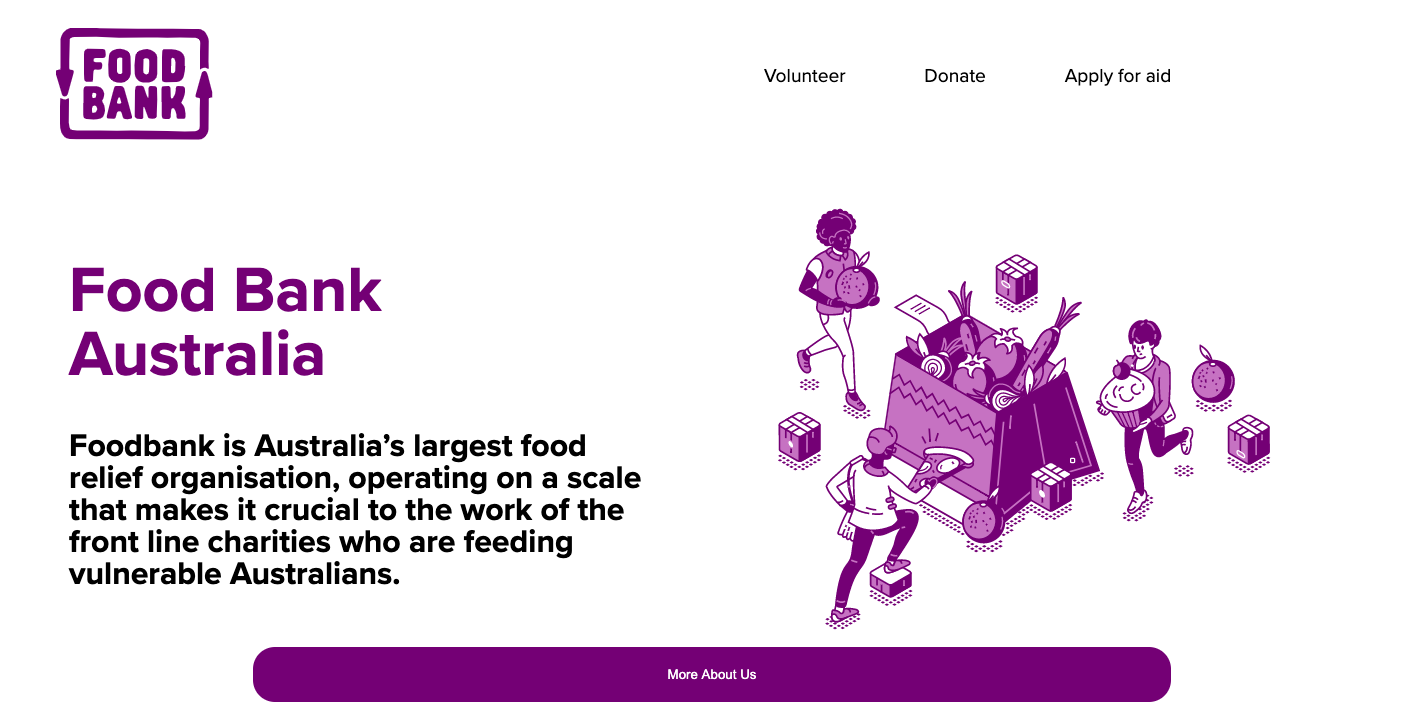 FOOD
BANK
Volunteer
Donate
Apply for aid
Food Bank
Australia
Foodbank is Australia’s largest food
relief organisation, operating on a scale
that makes it crucial to the work of the
front line charities who are feeding
vulnerable Australians.
More About Us